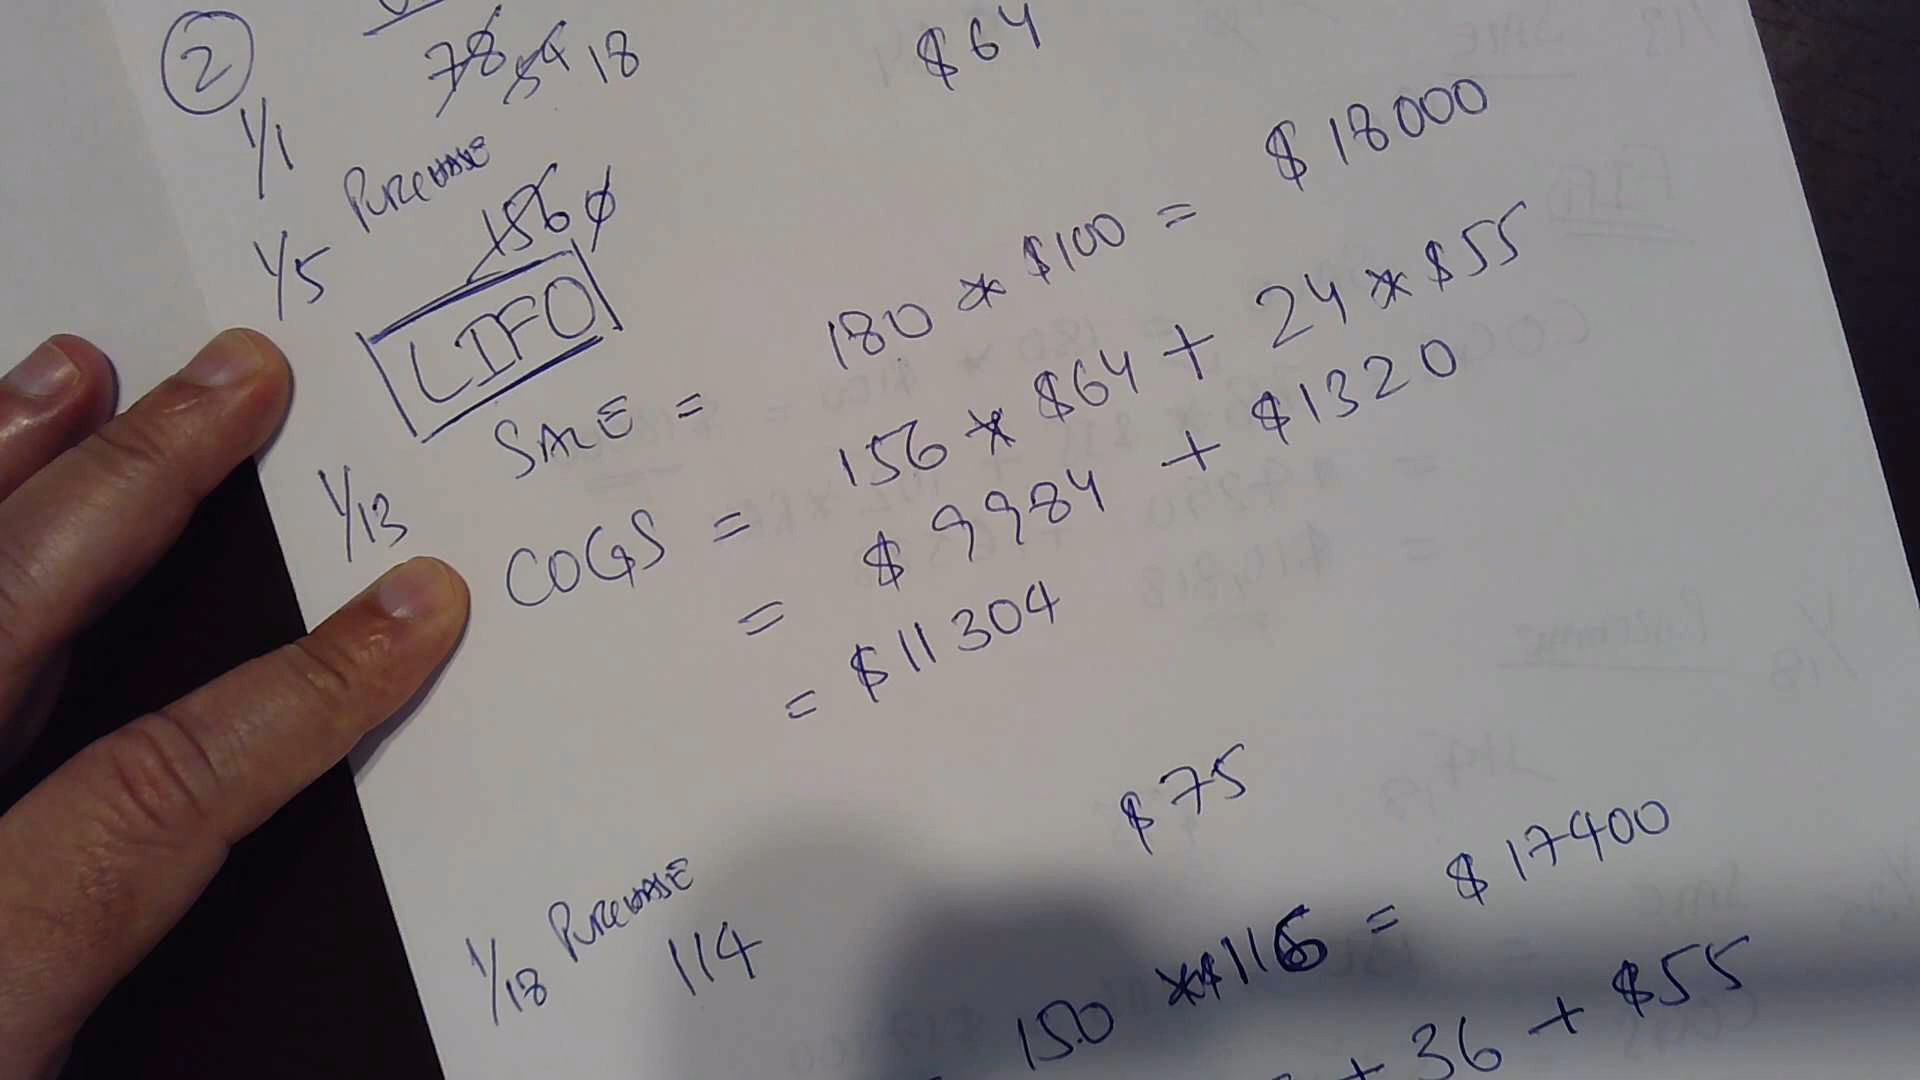 2
1/1 78 54 18
1/5 PURCHASE $64
156 0
LIFO
1/13 SALE = 180 * $100 = $18000
COGS = 156 * $64 + 24 * $55
= $9984 + $1320
= $11304
1/18 PURCHASE
114 $75
150 * $116 = $17400
+ 36 + $55